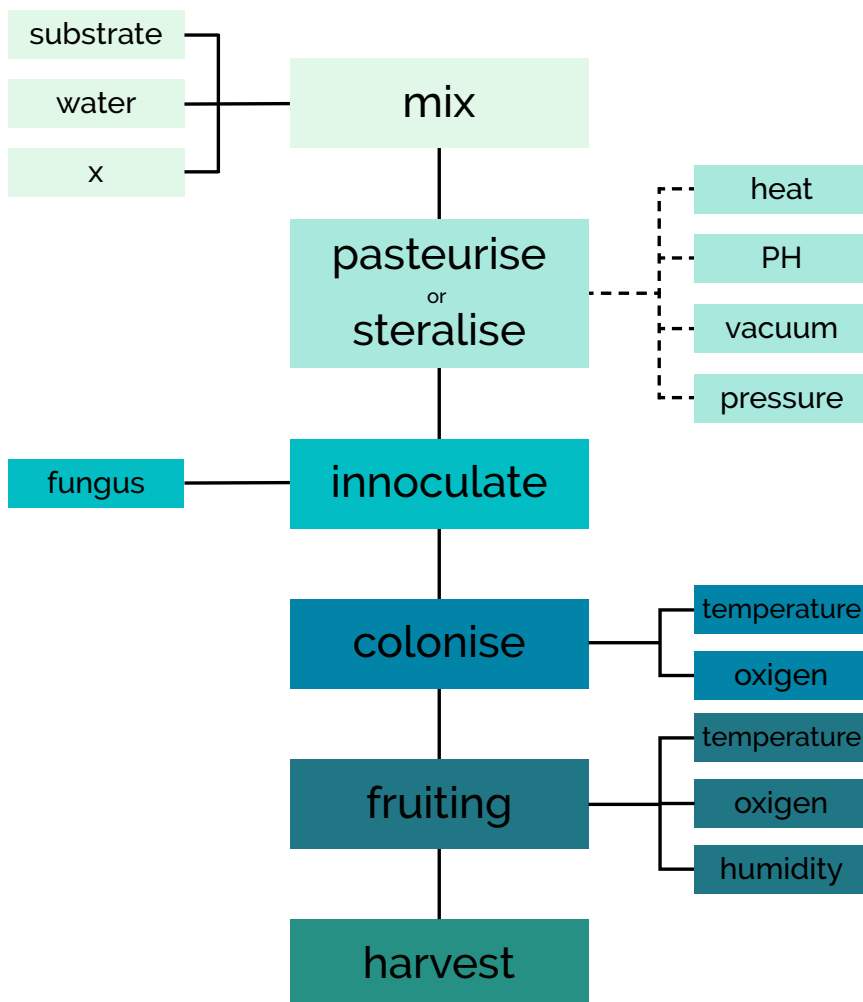 substrate
water
x
mix
pasteurise
or
steralise
heat
PH
vacuum
pressure
fungus
innoculate
colonise
temperature
oxigen
fruiting
temperature
oxigen
humidity
harvest